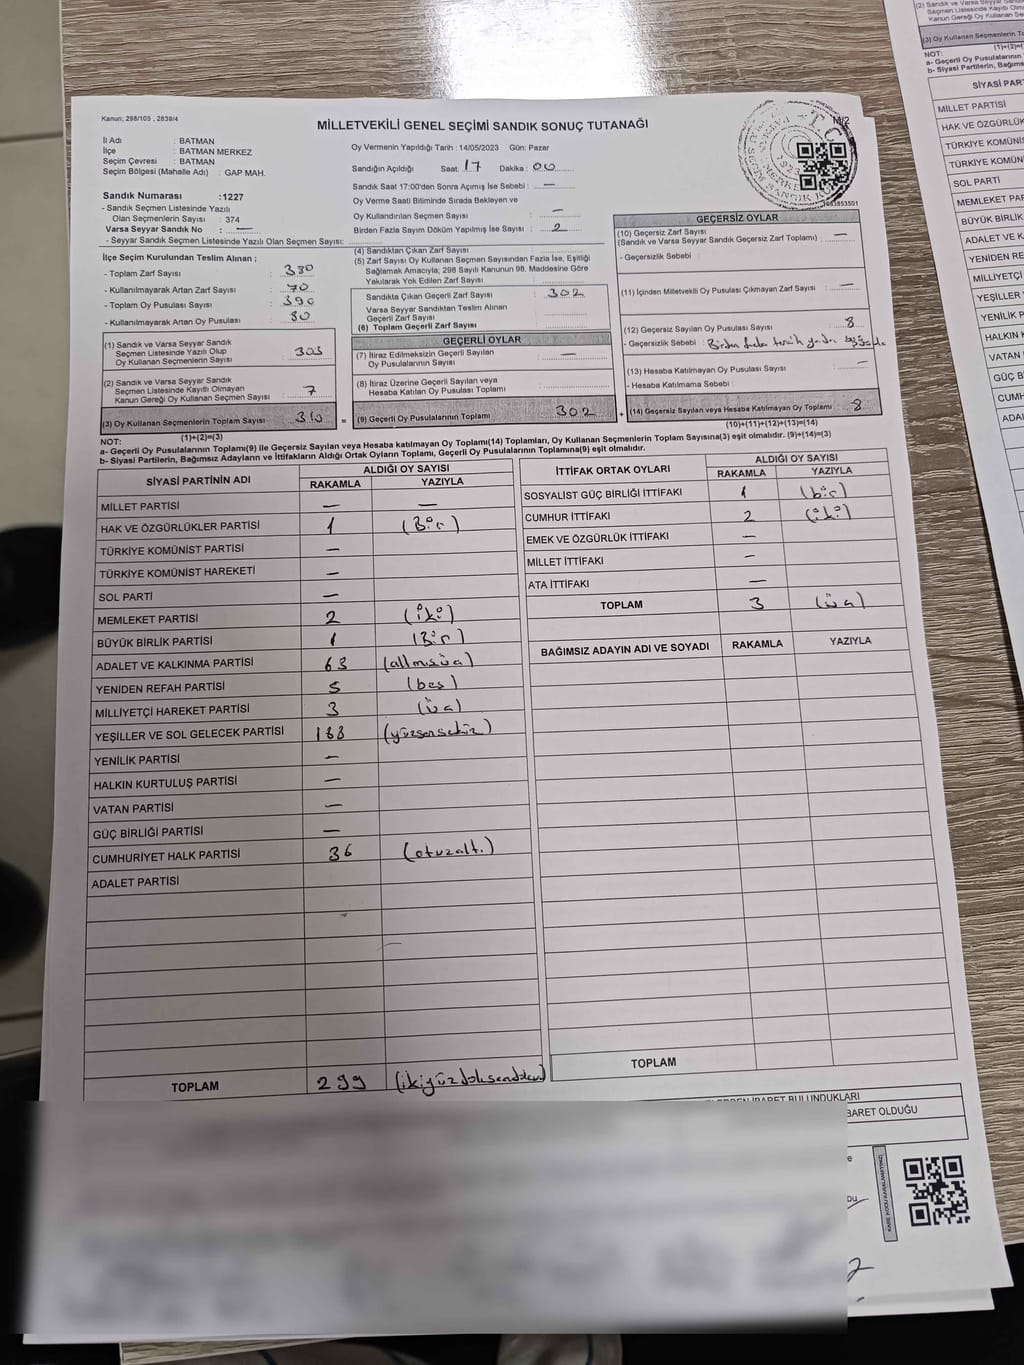 Kanun; 298/105 , 2839/4
MİLLETVEKİLİ GENEL SEÇİMİ SANDIK SONUÇ TUTANAĞI
M/2
İl Adı : BATMAN
İlçe : BATMAN MERKEZ
Seçim Çevresi : BATMAN
Seçim Bölgesi (Mahalle Adı) : GAP MAH.
Sandık Numarası :1227
- Sandık Seçmen Listesinde Yazılı
Olan Seçmenlerin Sayısı : 374
Varsa Seyyar Sandık No : —
- Seyyar Sandık Seçmen Listesinde Yazılı Olan Seçmen Sayısı:
İlçe Seçim Kurulundan Teslim Alınan ;
- Toplam Zarf Sayısı : 380
- Kullanılmayarak Artan Zarf Sayısı : 70
- Toplam Oy Pusulası Sayısı : 390
- Kullanılmayarak Artan Oy Pusulası : 80
(1) Sandık ve Varsa Seyyar Sandık
Seçmen Listesinde Yazılı Olup
Oy Kullanan Seçmenlerin Sayısı : 303
(2) Sandık ve Varsa Seyyar Sandık
Seçmen Listesinde Kayıtlı Olmayan
Kanun Gereği Oy Kullanan Seçmen Sayısı : 7
(3) Oy Kullanan Seçmenlerin Toplam Sayısı : 310
(1)+(2)=(3)
Oy Vermenin Yapıldığı Tarih : 14/05/2023 Gün: Pazar
Sandığın Açıldığı Saat: 17 Dakika : 00
Sandık Saat 17:00'den Sonra Açımış İse Sebebi : —
Oy Verme Saati Bitiminde Sırada Bekleyen ve
Oy Kullandırılan Seçmen Sayısı : —
Birden Fazla Sayım Döküm Yapılmış İse Sayısı : 2
(4) Sandıktan Çıkan Zarf Sayısı
(5) Zarf Sayısı Oy Kullanan Seçmen Sayısından Fazla İse, Eşitliği
Sağlamak Amacıyla; 298 Sayılı Kanunun 98. Maddesine Göre
Yakılarak Yok Edilen Zarf Sayısı :
Sandıkta Çıkan Geçerli Zarf Sayısı : 302
Varsa Seyyar Sandıktan Teslim Alınan
Geçerli Zarf Sayısı :
(6) Toplam Geçerli Zarf Sayısı :
GEÇERLİ OYLAR
(7) İtiraz Edilmeksizin Geçerli Sayılan
Oy Pusulalarının Sayısı : —
(8) İtiraz Üzerine Geçerli Sayılan veya
Hesaba Katılan Oy Pusulası Toplamı :
= (9) Geçerli Oy Pusulalarının Toplamı : 302
GEÇERSİZ OYLAR
(10) Geçersiz Zarf Sayısı
(Sandık ve Varsa Seyyar Sandık Geçersiz Zarf Toplamı) : —
- Geçersizlik Sebebi :
(11) İçinden Milletvekili Oy Pusulası Çıkmayan Zarf Sayısı : —
(12) Geçersiz Sayılan Oy Pusulası Sayısı : 8
- Geçersizlik Sebebi : Birden fazla tercih
(13) Hesaba Katılmayan Oy Pusulası Sayısı : —
- Hesaba Katılmama Sebebi :
+ (14) Geçersiz Sayılan veya Hesaba Katılmayan Oy Toplamı : 8
(10)+(11)+(12)+(13)=(14)
NOT:
a- Geçerli Oy Pusulalarının Toplamı(9) ile Geçersiz Sayılan veya Hesaba katılmayan Oy Toplamı(14) Toplamları, Oy Kullanan Seçmenlerin Toplam Sayısına(3) eşit olmalıdır. (9)+(14)=(3)
b- Siyasi Partilerin, Bağımsız Adayların ve İttifakların Aldığı Ortak Oyların Toplamı, Geçerli Oy Pusulalarının Toplamına(9) eşit olmalıdır.
SİYASİ PARTİNİN ADI ALDIĞI OY SAYISI
RAKAMLA YAZIYLA
MİLLET PARTİSİ — —
HAK VE ÖZGÜRLÜKLER PARTİSİ 1 (Bir)
TÜRKİYE KOMÜNİST PARTİSİ —
TÜRKİYE KOMÜNİST HAREKETİ —
SOL PARTİ —
MEMLEKET PARTİSİ 2 (iki)
BÜYÜK BİRLİK PARTİSİ 1 (Bir)
ADALET VE KALKINMA PARTİSİ 63 (altmışüç)
YENİDEN REFAH PARTİSİ 5 (beş)
MİLLİYETÇİ HAREKET PARTİSİ 3 (üç)
YEŞİLLER VE SOL GELECEK PARTİSİ 188 (yüzsensekiz)
YENİLİK PARTİSİ —
HALKIN KURTULUŞ PARTİSİ —
VATAN PARTİSİ —
GÜÇ BİRLİĞİ PARTİSİ —
CUMHURİYET HALK PARTİSİ 36 (otuzaltı)
ADALET PARTİSİ
TOPLAM 299 (ikiyüzdoksandokuz)
İTTİFAK ORTAK OYLARI ALDIĞI OY SAYISI
RAKAMLA YAZIYLA
SOSYALİST GÜÇ BİRLİĞİ İTTİFAKI 1 (bir)
CUMHUR İTTİFAKI 2 (iki)
EMEK VE ÖZGÜRLÜK İTTİFAKI —
MİLLET İTTİFAKI —
ATA İTTİFAKI —
TOPLAM 3 (üç)
BAĞIMSIZ ADAYIN ADI VE SOYADI RAKAMLA YAZIYLA
TOPLAM
İBARET BULUNDUKLARI
BARET OLDUĞU